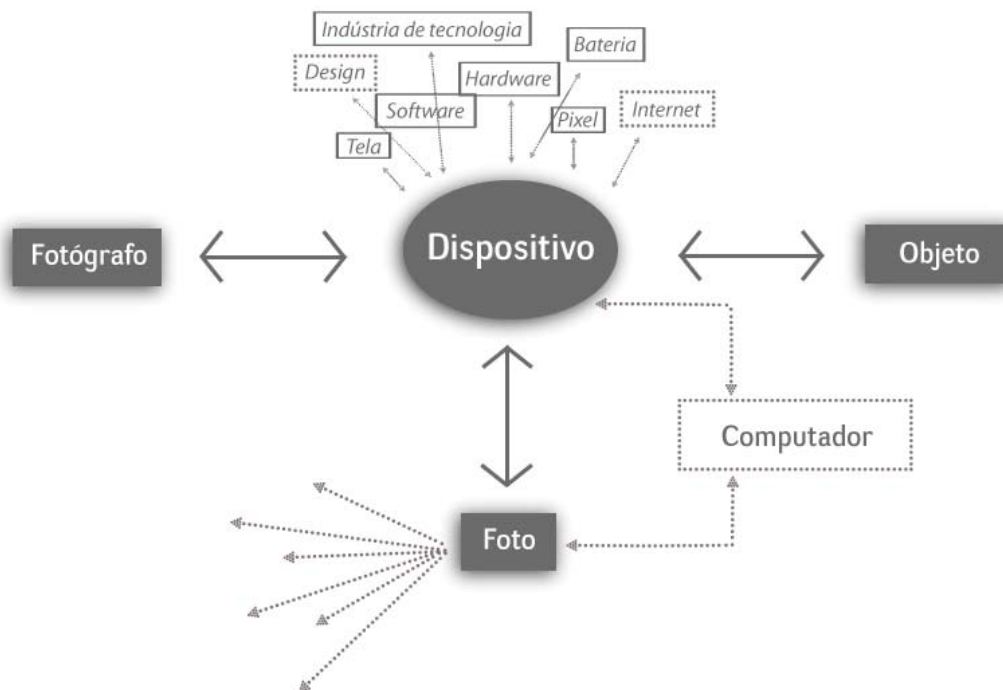 Indústria de tecnologia
Bateria
Design
Hardware
Software
Pixel
Internet
Tela
Fotógrafo
Dispositivo
Objeto
Computador
Foto